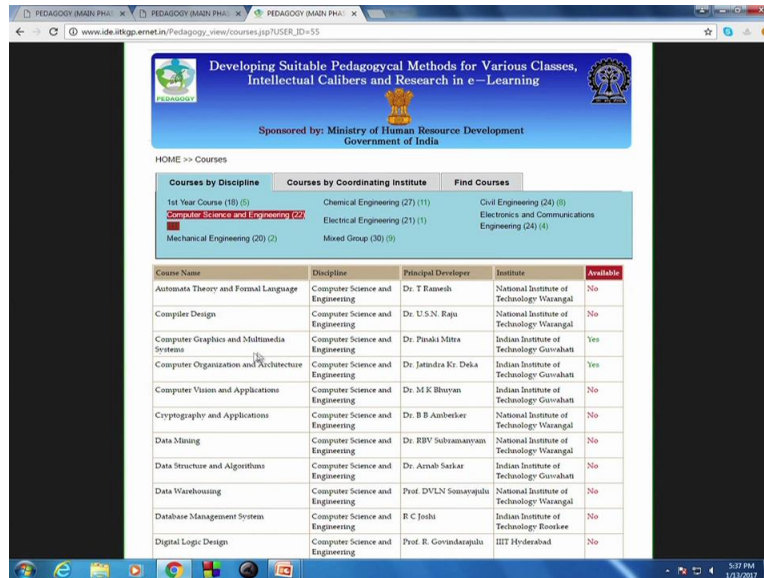 PEDAGOGY (MAIN PHAS
PEDAGOGY (MAIN PHAS
PEDAGOGY (MAIN PHAS
www.ide.iitkgp.ernet.in/Pedagogy_view/courses.jsp?USER_ID=55
Developing Suitable Pedagogycal Methods for Various Classes,
Intellectual Calibers and Research in e-Learning
PEDAGOGY
Sponsored by: Ministry of Human Resource Development
Government of India
HOME >> Courses
Courses by Discipline Courses by Coordinating Institute Find Courses
1st Year Course (18) (5) Chemical Engineering (27) (11) Civil Engineering (24) (8)
Computer Science and Engineering (22) Electrical Engineering (21) (1) Electronics and Communications
Engineering (24) (4)
Mechanical Engineering (20) (2) Mixed Group (30) (9)
Course Name Discipline Principal Developer Institute Available
Automata Theory and Formal Language Computer Science and Dr. T Ramesh National Institute of No
Engineering Technology Warangal
Compiler Design Computer Science and Dr. U.S.N. Raju National Institute of No
Engineering Technology Warangal
Computer Graphics and Multimedia Computer Science and Dr. Pinaki Mitra Indian Institute of Yes
Systems Engineering Technology Guwahati
Computer Organization and Architecture Computer Science and Dr. Jatindra Kr. Deka Indian Institute of Yes
Engineering Technology Guwahati
Computer Vision and Applications Computer Science and Dr. M K Bhuyan Indian Institute of No
Engineering Technology Guwahati
Cryptography and Applications Computer Science and Dr. B B Amberker National Institute of No
Engineering Technology Warangal
Data Mining Computer Science and Dr. RBV Subramanyam National Institute of No
Engineering Technology Warangal
Data Structure and Algorithms Computer Science and Dr. Arnab Sarkar Indian Institute of No
Engineering Technology Guwahati
Data Warehousing Computer Science and Prof. DVLN Somayajulu National Institute of No
Engineering Technology Warangal
Database Management System Computer Science and R C Joshi Indian Institute of No
Engineering Technology Roorkee
Digital Logic Design Computer Science and Prof. R. Govindarajulu IIIT Hyderabad No
Engineering
5:37 PM
1/13/2017